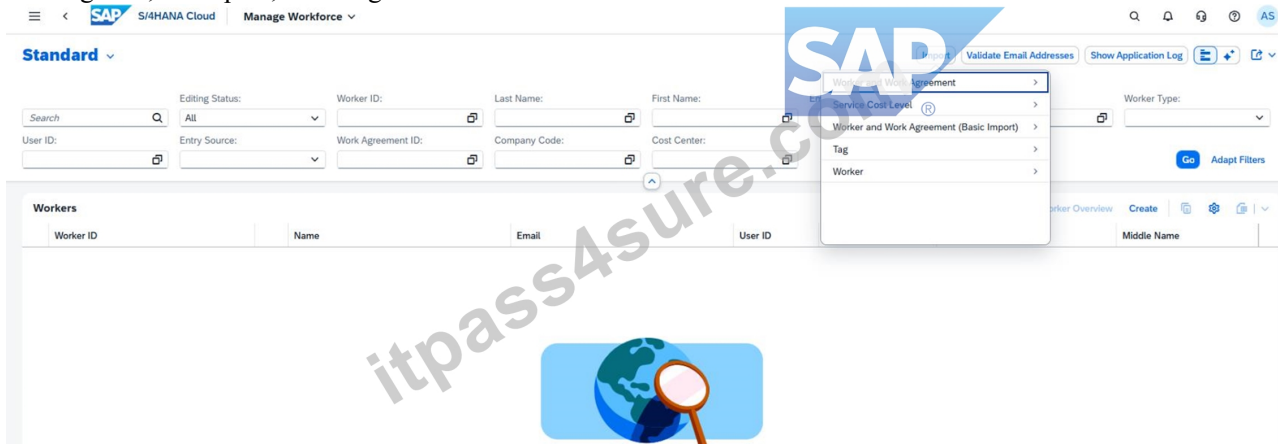 SAP S/4HANA Cloud Manage Workforce
AS
Standard
Import Validate Email Addresses Show Application Log
Editing Status: Worker ID: Last Name: First Name: Worker Type:
Search All
User ID: Entry Source: Work Agreement ID: Company Code: Cost Center:
Go Adapt Filters
Worker and Work Agreement
Service Cost Level
Worker and Work Agreement (Basic Import)
Tag
Worker
SAP
®
Workers
Overview Create
Worker ID Name Email User ID Middle Name
itpass4sure.com